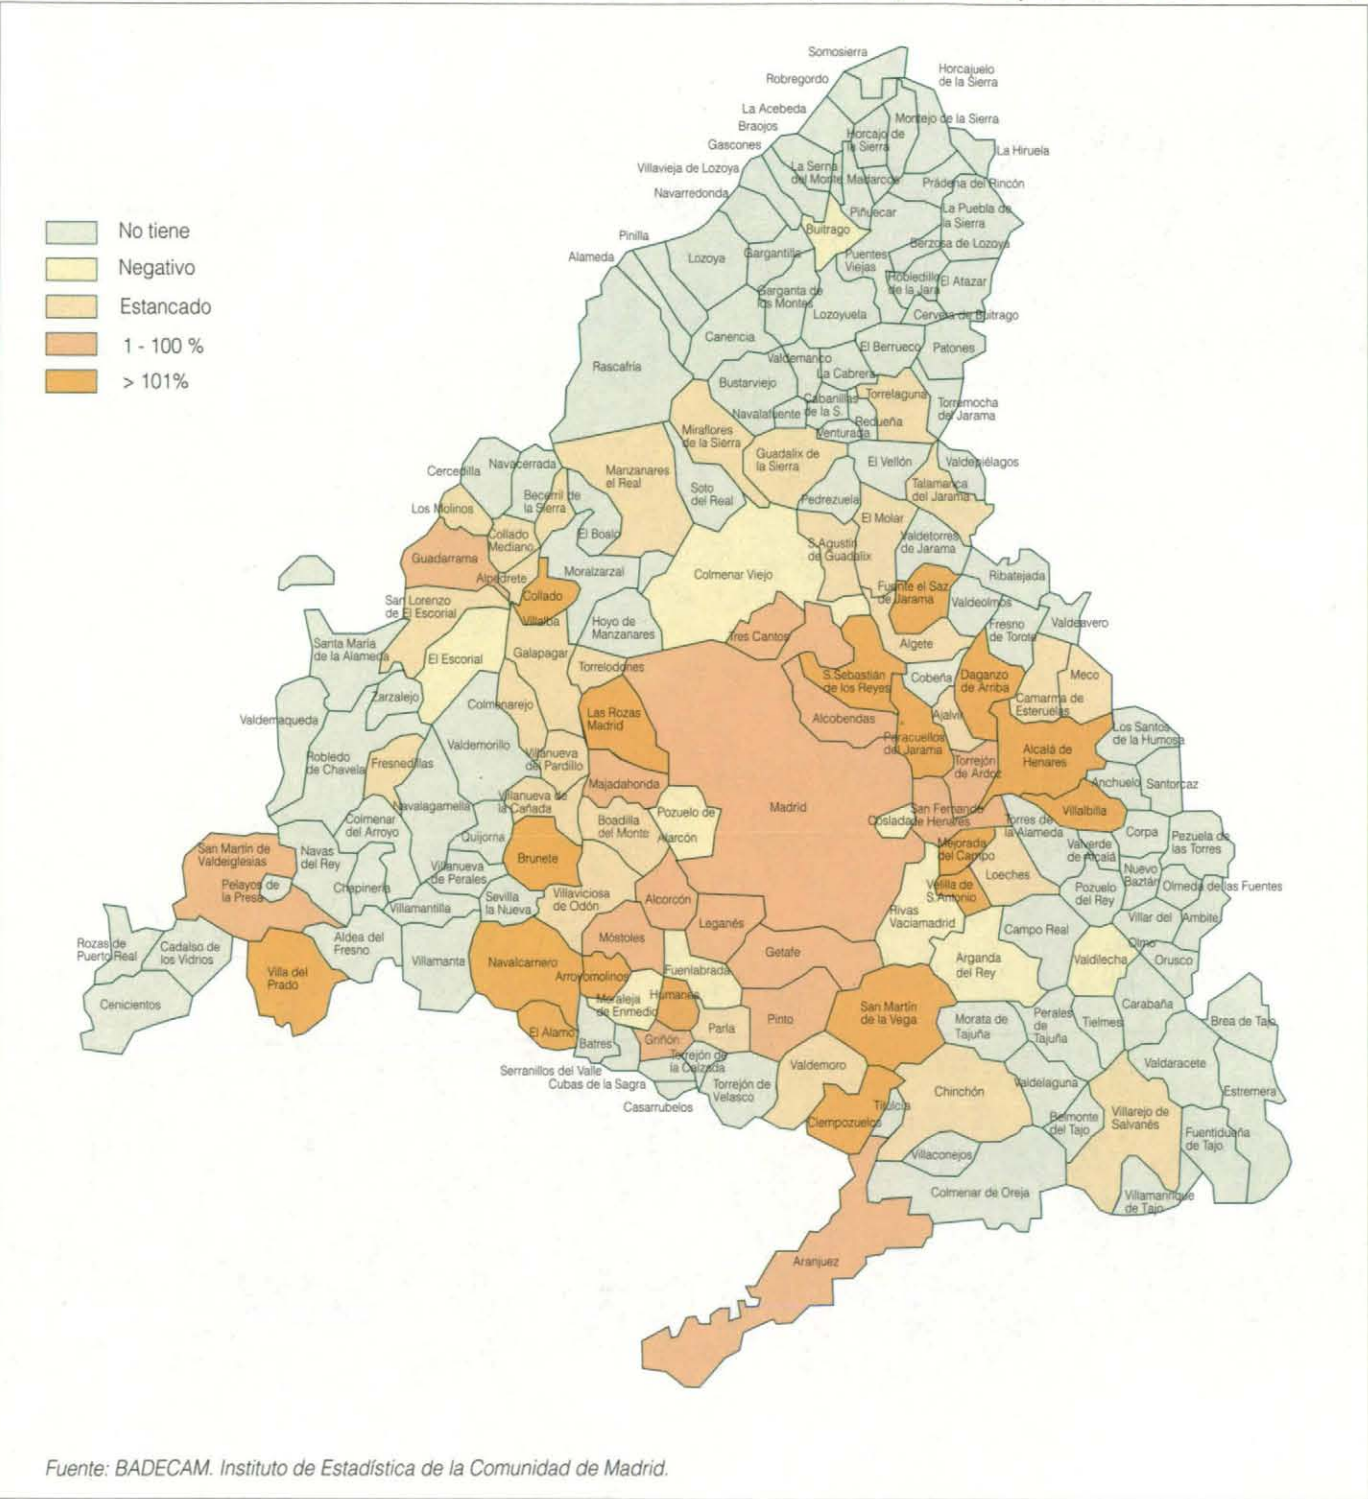 Somosierra
Horcajuelo
de la Sierra
Robregordo
La Acebeda
Montejo de la Sierra
Braojos
Horcajo de
la Sierra
Gascones
La Hiruela
Villavieja de Lozoya
La Serna
del Monte
Madarcos
Prádena del Rincón
Navarredonda
Piñuecar
La Puebla de
la Sierra
Buitrago
Pinilla
Berzosa de Lozoya
Alameda
Lozoya
Gargantilla
Puentes
Viejas
Robledillo
de la Jara
El Atazar
Garganta de
los Montes
Lozoyuela
Cervera de Buitrago
Canencia
El Berrueco
Patones
Valdemanco
Rascafría
La Cabrera
Bustarviejo
Cabanillas
de la S.
Torrelaguna
Torremocha
del Jarama
Navalafuente
Redueña
Venturada
Miraflores
de la Sierra
Guadalix de
la Sierra
El Vellón
Valdepiélagos
Cercedilla
Navacerrada
Manzanares
el Real
Soto
del Real
Pedrezuela
Talamanca
del Jarama
Becerril de
la Sierra
Los Molinos
El Molar
Collado
Mediano
El Boalo
S.Agustín
de Guadalix
Valdetorres
de Jarama
Guadarrama
Moralzarzal
Colmenar Viejo
Ribatejada
Alpedrete
Collado
Villalba
Fuente el Saz
de Jarama
Valdeolmos
San Lorenzo
de El Escorial
Hoyo de
Manzanares
Tres Cantos
Fresno
de Torote
Valdeavero
Santa María
de la Alameda
El Escorial
Galapagar
Algete
Torrelodones
S.Sebastián
de los Reyes
Cobeña
Daganzo
de Arriba
Meco
Zarzalejo
Colmenarejo
Camarma de
Esteruelas
Valdemaqueda
Las Rozas
Madrid
Alcobendas
Ajalvir
Los Santos
de la Humosa
Valdemorillo
Paracuellos
del Jarama
Alcalá de
Henares
Robledo
de Chavela
Fresnedillas
Villanueva
del Pardillo
Torrejón
de Ardoz
Majadahonda
Anchuelo
Santorcaz
Navalagamella
Villanueva de
la Cañada
Madrid
San Fernando
de Henares
Villalbilla
Colmenar
del Arroyo
Boadilla
del Monte
Pozuelo de
Alarcón
Coslada
Torres de
la Alameda
Quijorna
Corpa
Pezuela de
las Torres
San Martín de
Valdeiglesias
Navas
del Rey
Brunete
Mejorada
del Campo
Valverde
de Alcalá
Villanueva
de Perales
Loeches
Nuevo
Baztán
Pelayos de
la Presa
Chapinería
Velilla de
S.Antonio
Pozuelo
del Rey
Olmeda de las Fuentes
Sevilla
la Nueva
Villaviciosa
de Odón
Alcorcón
Villamantilla
Rivas
Vaciamadrid
Villar del
Olmo
Ambite
Leganés
Campo Real
Rozas de
Puerto Real
Cadalso de
los Vidrios
Aldea del
Fresno
Móstoles
Getafe
Arganda
del Rey
Valdilecha
Orusco
Villamanta
Navalcarnero
Villa del
Prado
Arroyomolinos
Fuenlabrada
Cenicientos
Moraleja
de Enmedio
Humanes
San Martín
de la Vega
Carabaña
Pinto
Morata de
Tajuña
Perales
de
Tajuña
Tielmes
Brea de Tajo
El Alamo
Parla
Batres
Griñón
Torrejón de
la Calzada
Valdemoro
Valdaracete
Serranillos del Valle
Cubas de la Sagra
Torrejón de
Velasco
Chinchón
Valdelaguna
Estremera
Casarrubelos
Titulcia
Ciempozuelos
Belmonte
del Tajo
Villarejo de
Salvanés
Fuentidueña
de Tajo
Villaconejos
Colmenar de Oreja
Villamanrique
de Tajo
Aranjuez
No tiene
Negativo
Estancado
1 - 100 %
> 101%
Fuente: BADECAM. Instituto de Estadística de la Comunidad de Madrid.